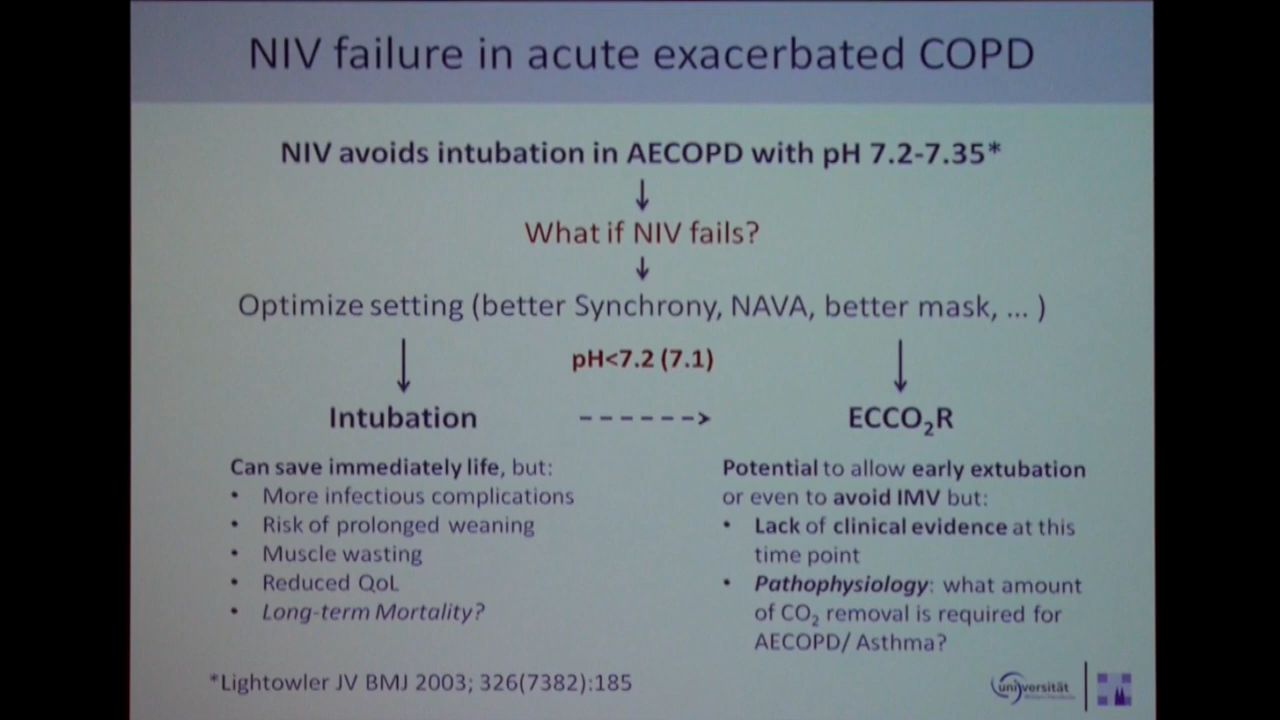 NIV failure in acute exacerbated COPD
NIV avoids intubation in AECOPD with pH 7.2-7.35*
What if NIV fails?
Optimize setting (better Synchrony, NAVA, better mask, ... )
pH<7.2 (7.1)
Intubation
Can save immediately life, but:
• More infectious complications
• Risk of prolonged weaning
• Muscle wasting
• Reduced QoL
• Long-term Mortality?
ECCO₂R
Potential to allow early extubation
or even to avoid IMV but:
• Lack of clinical evidence at this
time point
• Pathophysiology: what amount
of CO₂ removal is required for
AECOPD/ Asthma?
*Lightowler JV BMJ 2003; 326(7382):185
universität